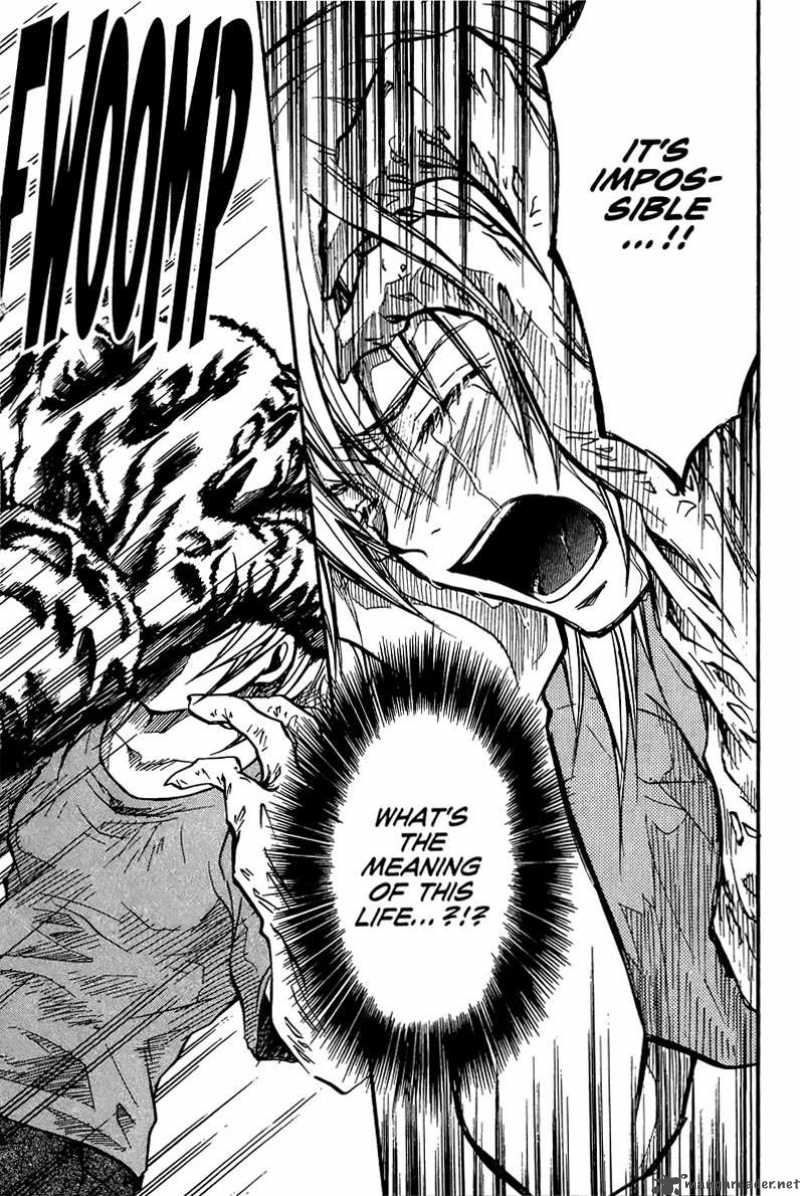 IT'S
IMPOS-
SIBLE
...!!
FWOOMP
WHAT'S
THE
MEANING
OF THIS
LIFE...?!?
mangareader.net